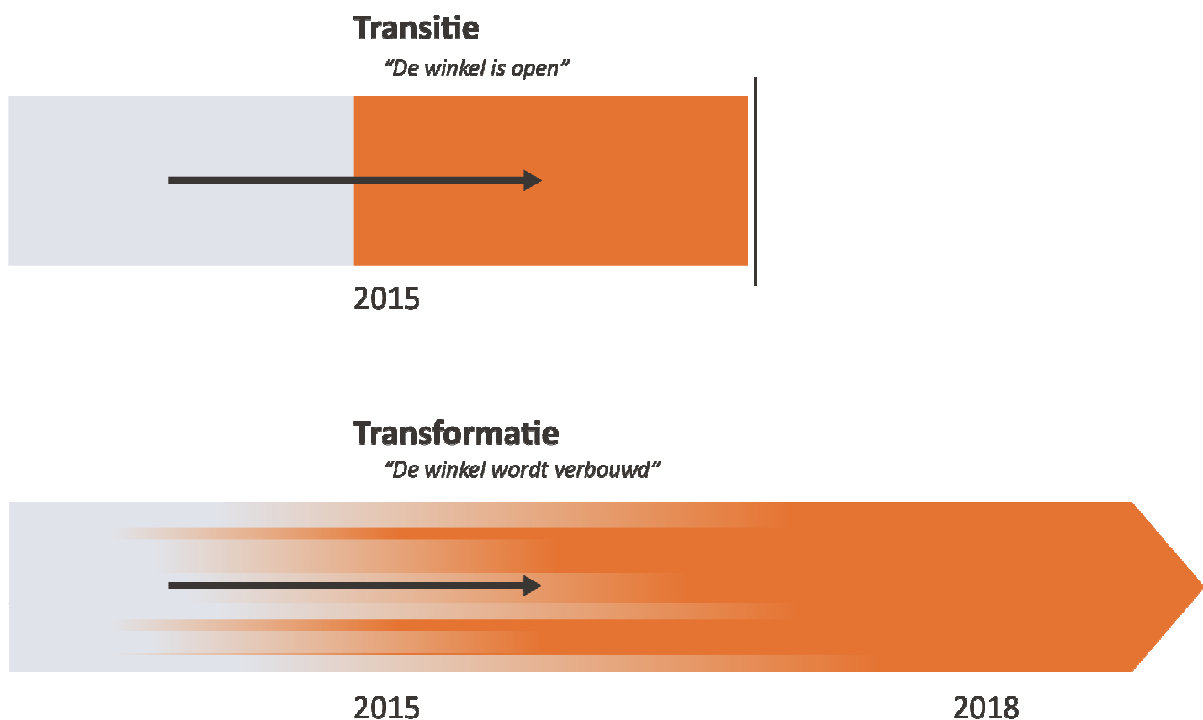 Transitie
“De winkel is open”
2015
Transformatie
“De winkel wordt verbouwd”
2015
2018